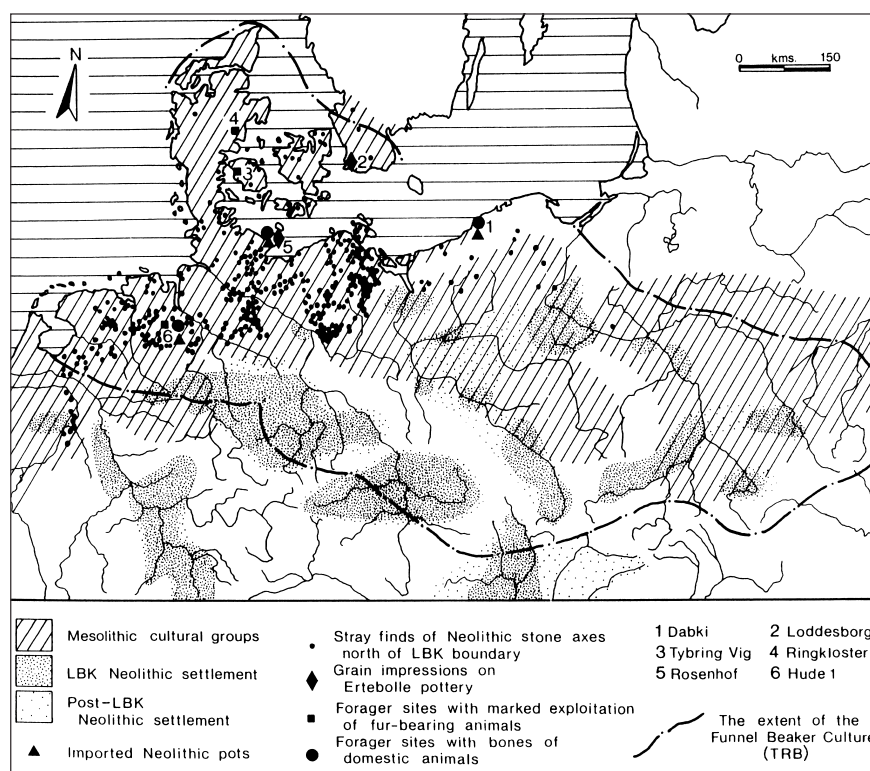 N
0 kms. 150
4
2
3
1
5
6
Mesolithic cultural groups
LBK Neolithic settlement
Post-LBK
Neolithic settlement
Imported Neolithic pots
Stray finds of Neolithic stone axes
north of LBK boundary
Grain impressions on
Ertebolle pottery
Forager sites with marked exploitation
of fur-bearing animals
Forager sites with bones of
domestic animals
1 Dabki 2 Loddesborg
3 Tybring Vig 4 Ringkloster
5 Rosenhof 6 Hude 1
The extent of the
Funnel Beaker Culture
(TRB)